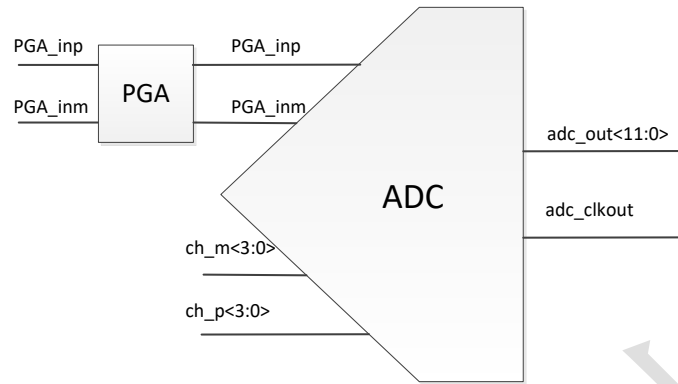 PGA_inp
PGA_inp
PGA
PGA_inm
PGA_inm
adc_out<11:0>
ADC
adc_clkout
ch_m<3:0>
ch_p<3:0>